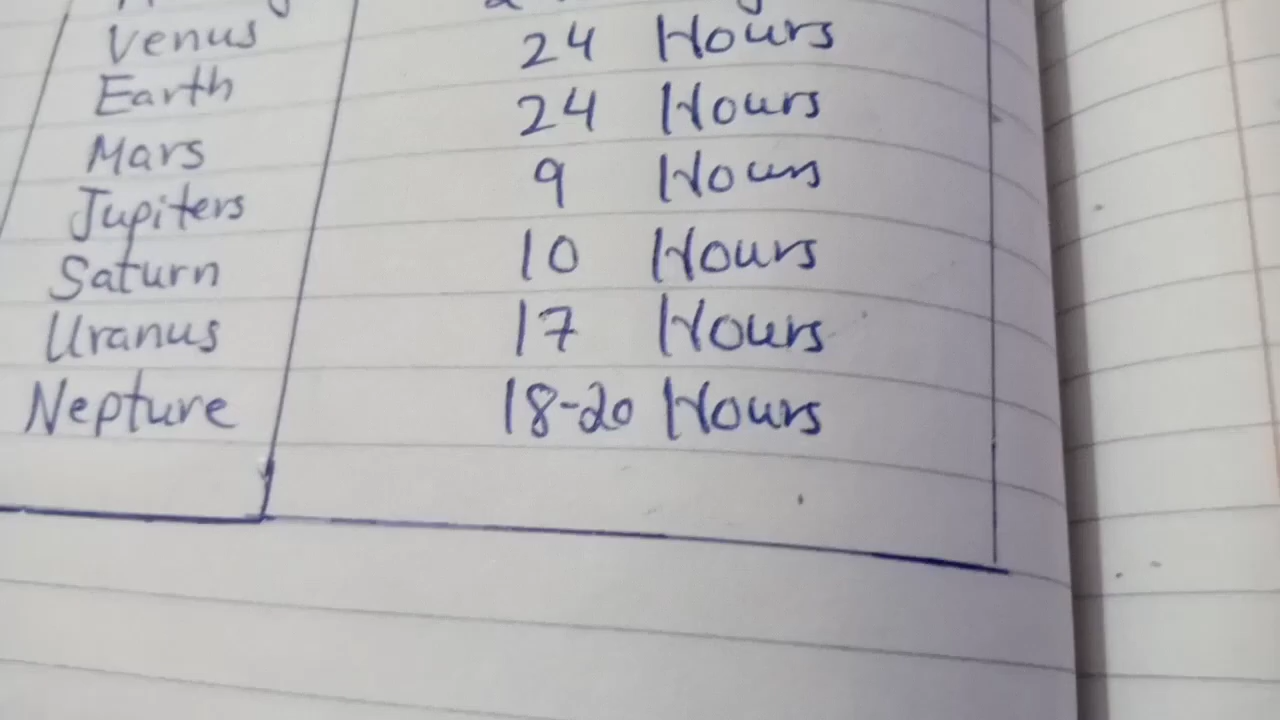 Venus
Earth 24 Hours
Mars 24 Hours
Jupiters 9 Hours
Saturn 10 Hours
Uranus 17 Hours
Nepture 18-20 Hours